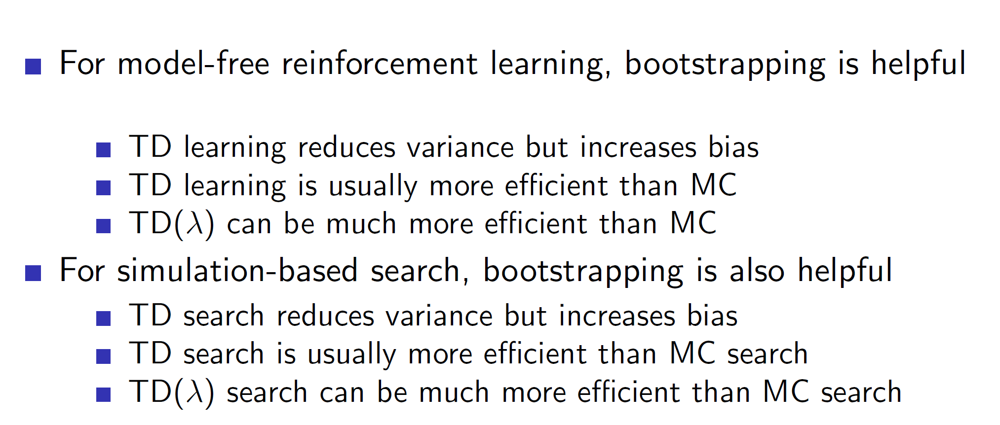 For model-free reinforcement learning, bootstrapping is helpful
TD learning reduces variance but increases bias
TD learning is usually more efficient than MC
TD(λ) can be much more efficient than MC
For simulation-based search, bootstrapping is also helpful
TD search reduces variance but increases bias
TD search is usually more efficient than MC search
TD(λ) search can be much more efficient than MC search